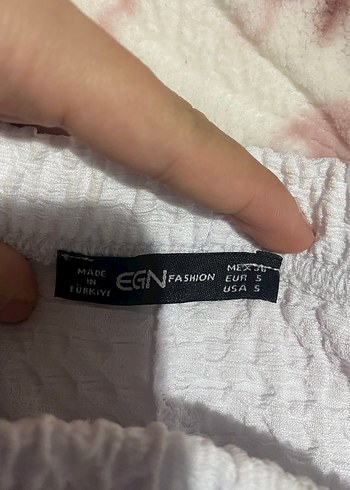 MADE
IN
TÜRKİYE
EGN FASHION
MEX
EUR S
USA S